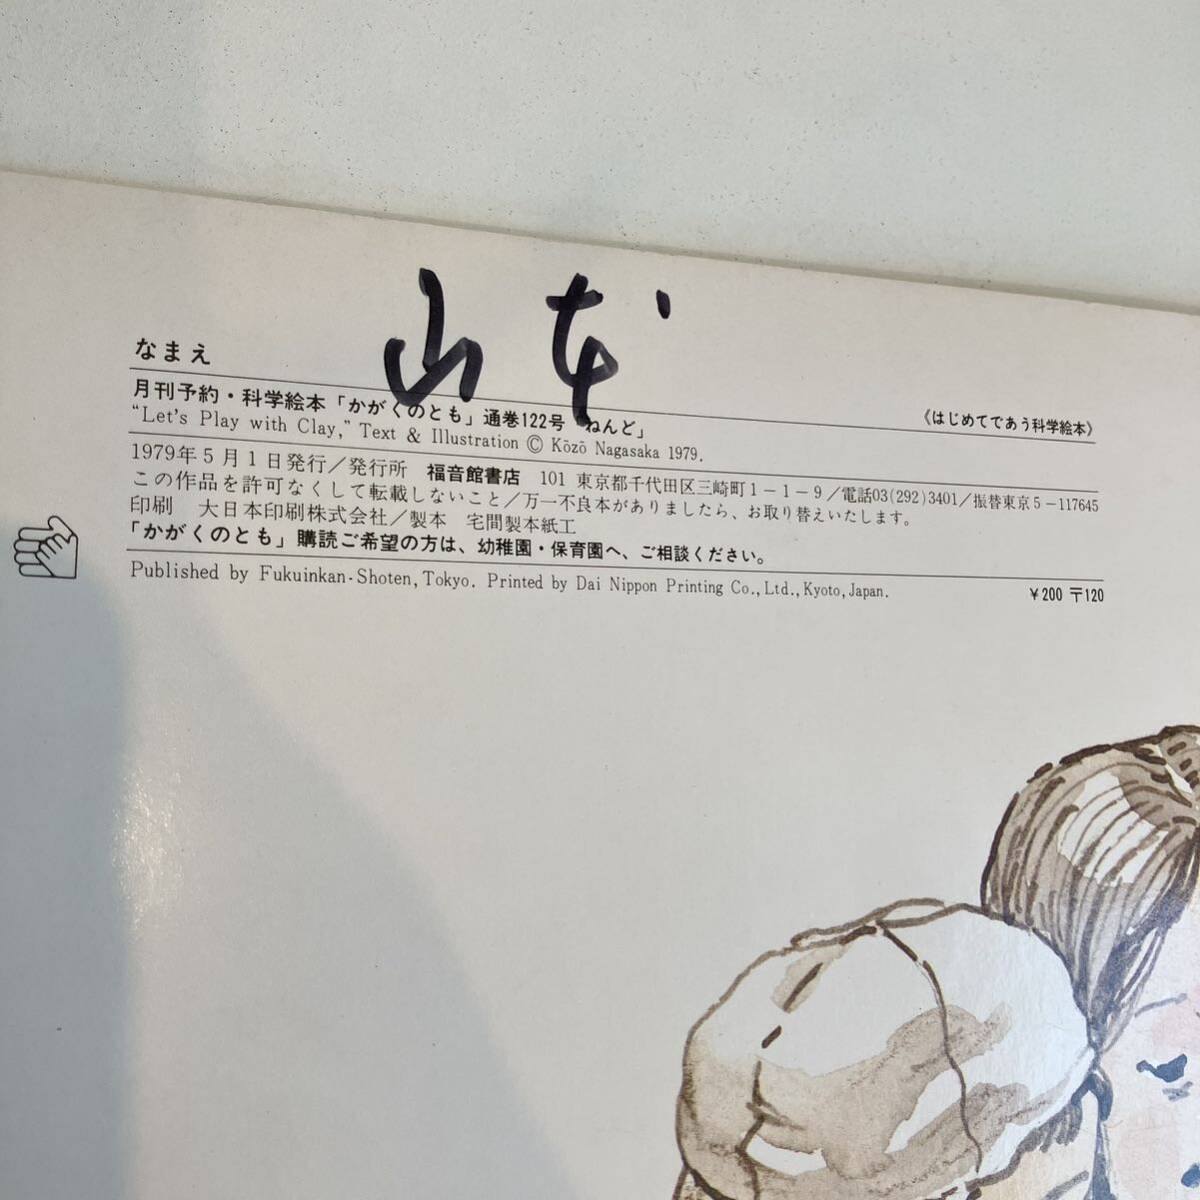 なまえ 山本
月刊予約・科学絵本「かがくのとも」通巻122号「ねんど」 《はじめてであう科学絵本》
“Let's Play with Clay,” Text & Illustration © Kōzō Nagasaka 1979.
1979年5月1日発行／発行所 福音館書店 101 東京都千代田区三崎町1-1-9／電話03(292)3401／振替東京5-117645
この作品を許可なくして転載しないこと／万一不良本がありましたら、お取り替えいたします。
印刷 大日本印刷株式会社／製本 宅間製本紙工
「かがくのとも」購読ご希望の方は、幼稚園・保育園へ、ご相談ください。
Published by Fukuinkan-Shoten, Tokyo. Printed by Dai Nippon Printing Co., Ltd., Kyoto, Japan. ￥200 〒120